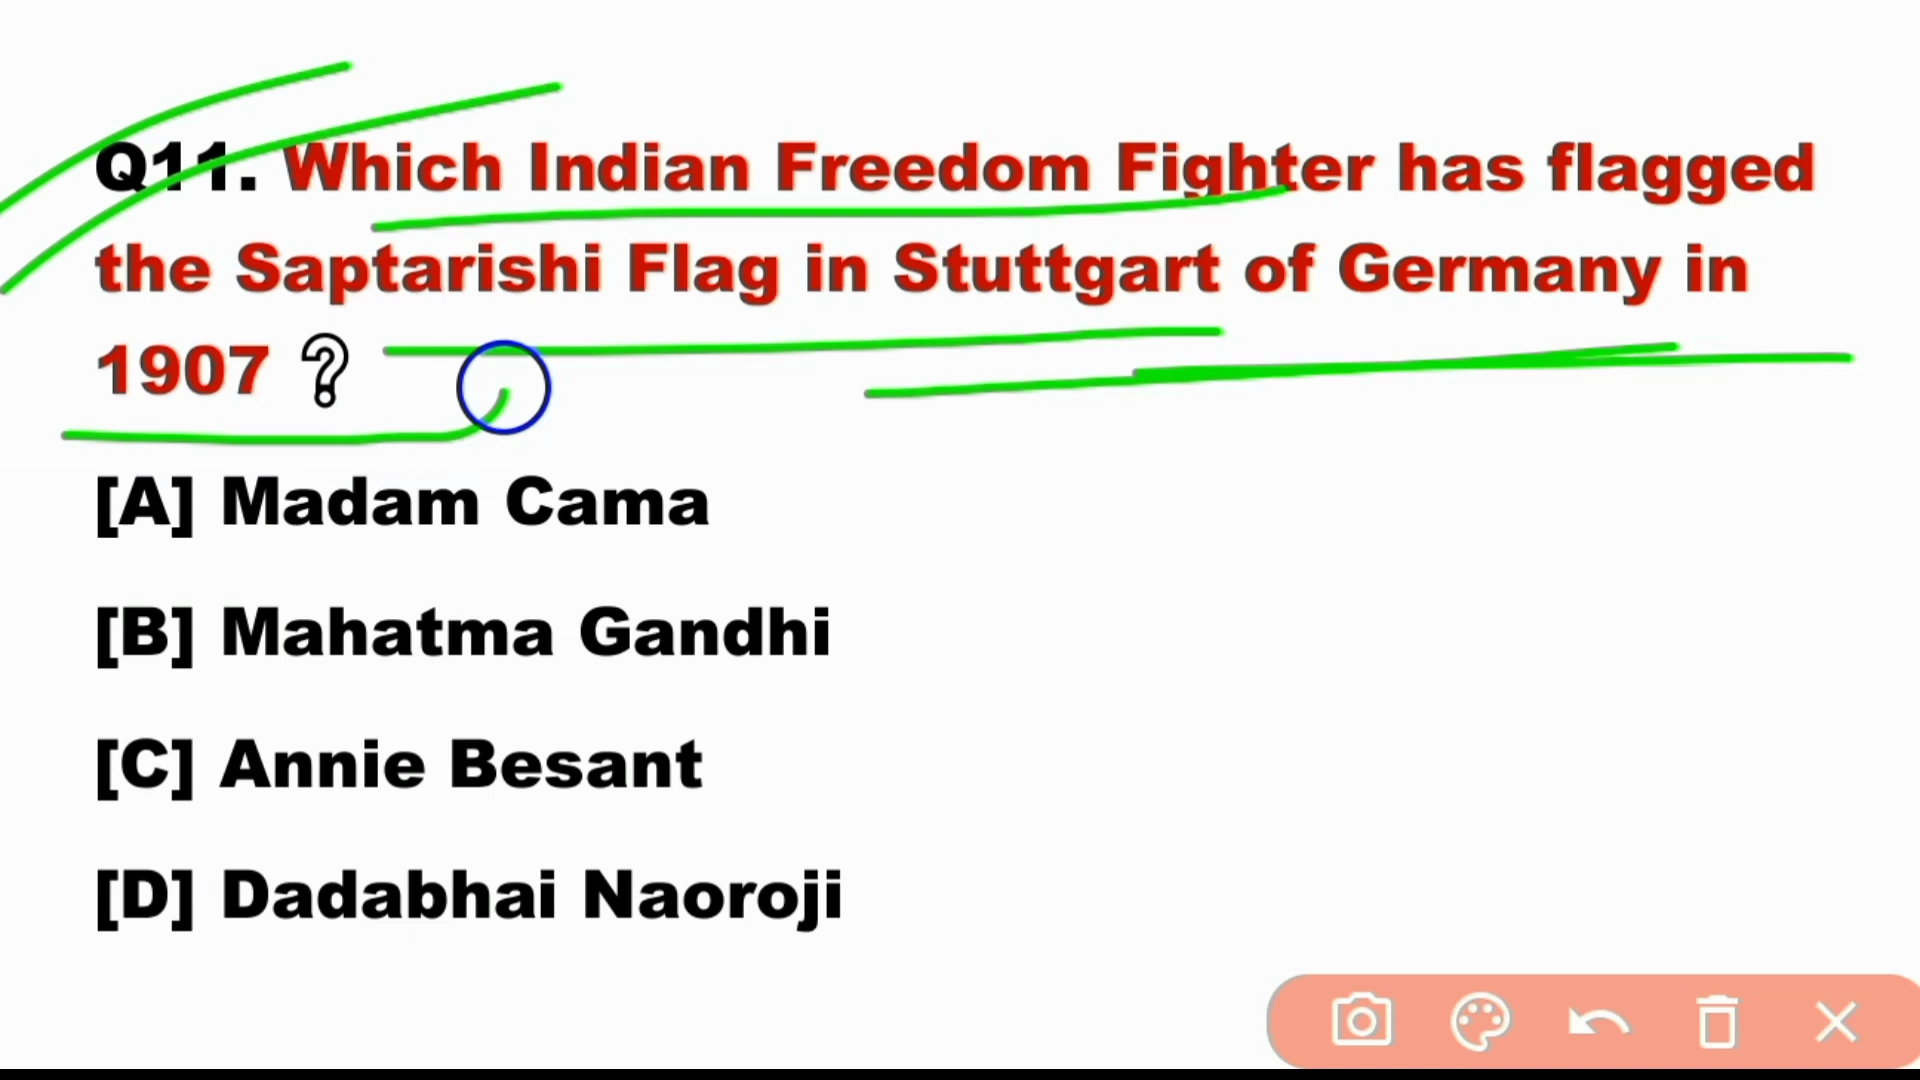 Q11. Which Indian Freedom Fighter has flagged
the Saptarishi Flag in Stuttgart of Germany in
1907 ?
[A] Madam Cama
[B] Mahatma Gandhi
[C] Annie Besant
[D] Dadabhai Naoroji